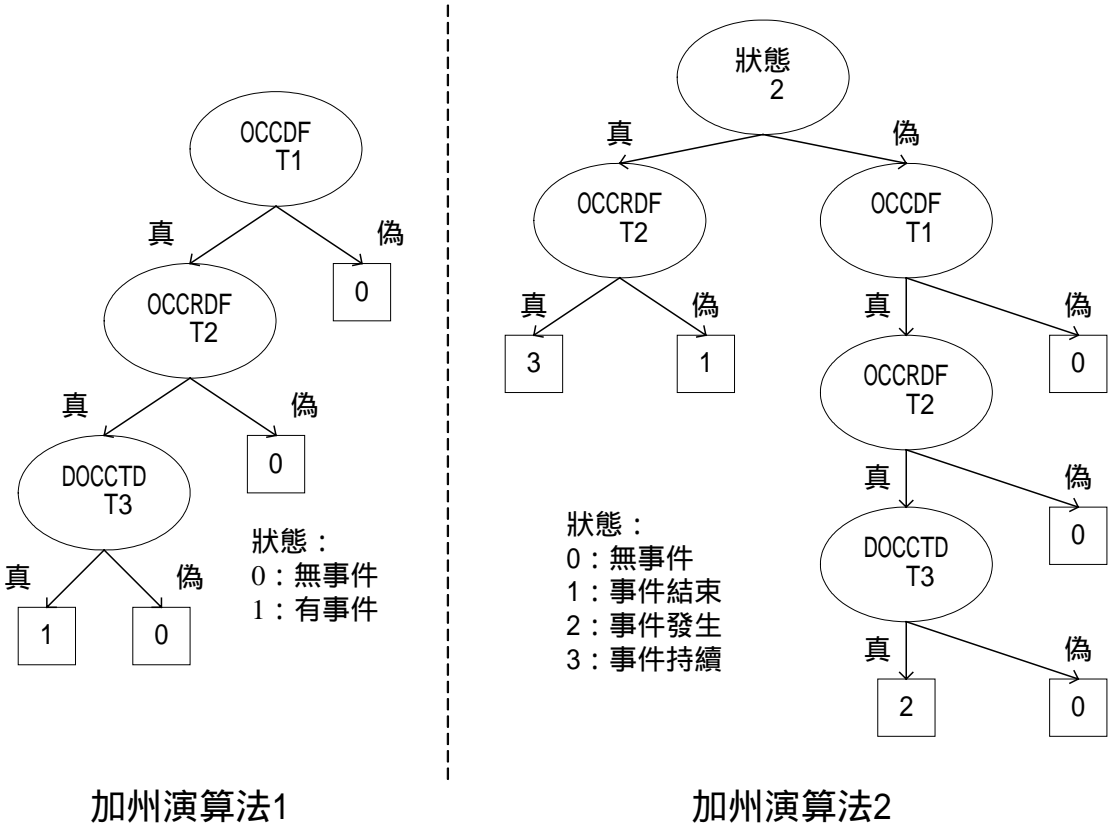 OCCDF
T1
真
偽
OCCRDF
T2
0
真
偽
DOCCTD
T3
0
真
偽
1
0
狀態：
0：無事件
1：有事件
加州演算法1
狀態
2
真
偽
OCCRDF
T2
OCCDF
T1
真
偽
真
偽
3
1
OCCRDF
T2
0
真
偽
DOCCTD
T3
0
真
偽
2
0
狀態：
0：無事件
1：事件結束
2：事件發生
3：事件持續
加州演算法2